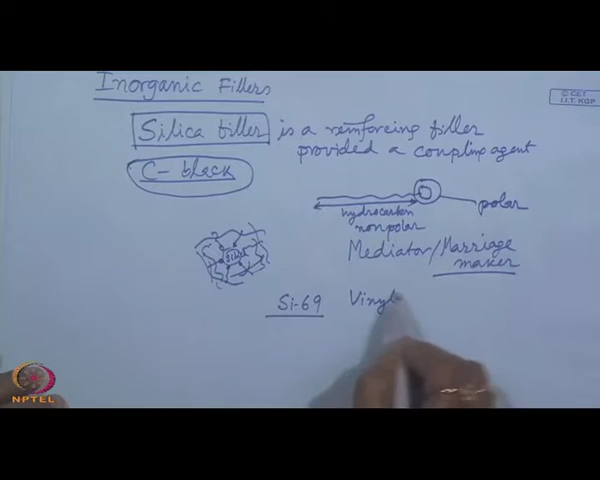 Inorganic Fillers
© CET
I.I.T. KGP
Silica filler is a reinforcing filler
provided a coupling agent
C-black
polar
hydrocarbon
nonpolar
Mediator/Marriage
maker
Si-69 Vinyl
NPTEL